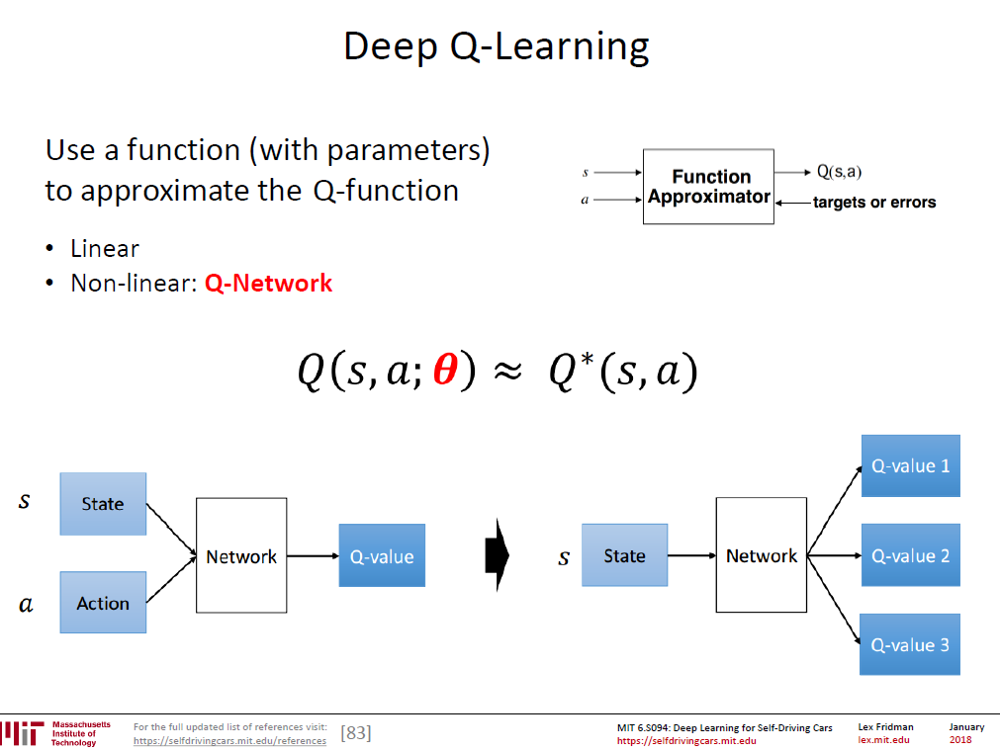 Deep Q-Learning
Use a function (with parameters)
to approximate the Q-function
• Linear
• Non-linear: Q-Network
s
a
Function
Approximator
Q(s,a)
targets or errors
Q(s, a; θ) ≈ Q*(s, a)
s
State
a
Action
Network
Q-value
s
State
Network
Q-value 1
Q-value 2
Q-value 3
Massachusetts
Institute of
Technology
For the full updated list of references visit:
https://selfdrivingcars.mit.edu/references
[83]
MIT 6.S094: Deep Learning for Self-Driving Cars
https://selfdrivingcars.mit.edu
Lex Fridman
lex.mit.edu
January
2018